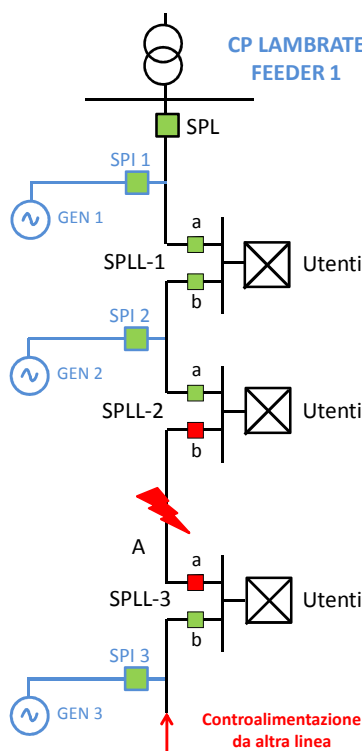 CP LAMBRATE
FEEDER 1
SPL
SPI 1
GEN 1
a
SPLL-1
Utenti
b
SPI 2
GEN 2
a
SPLL-2
Utenti
b
A
a
SPLL-3
Utenti
b
SPI 3
GEN 3
Controalimentazione
da altra linea